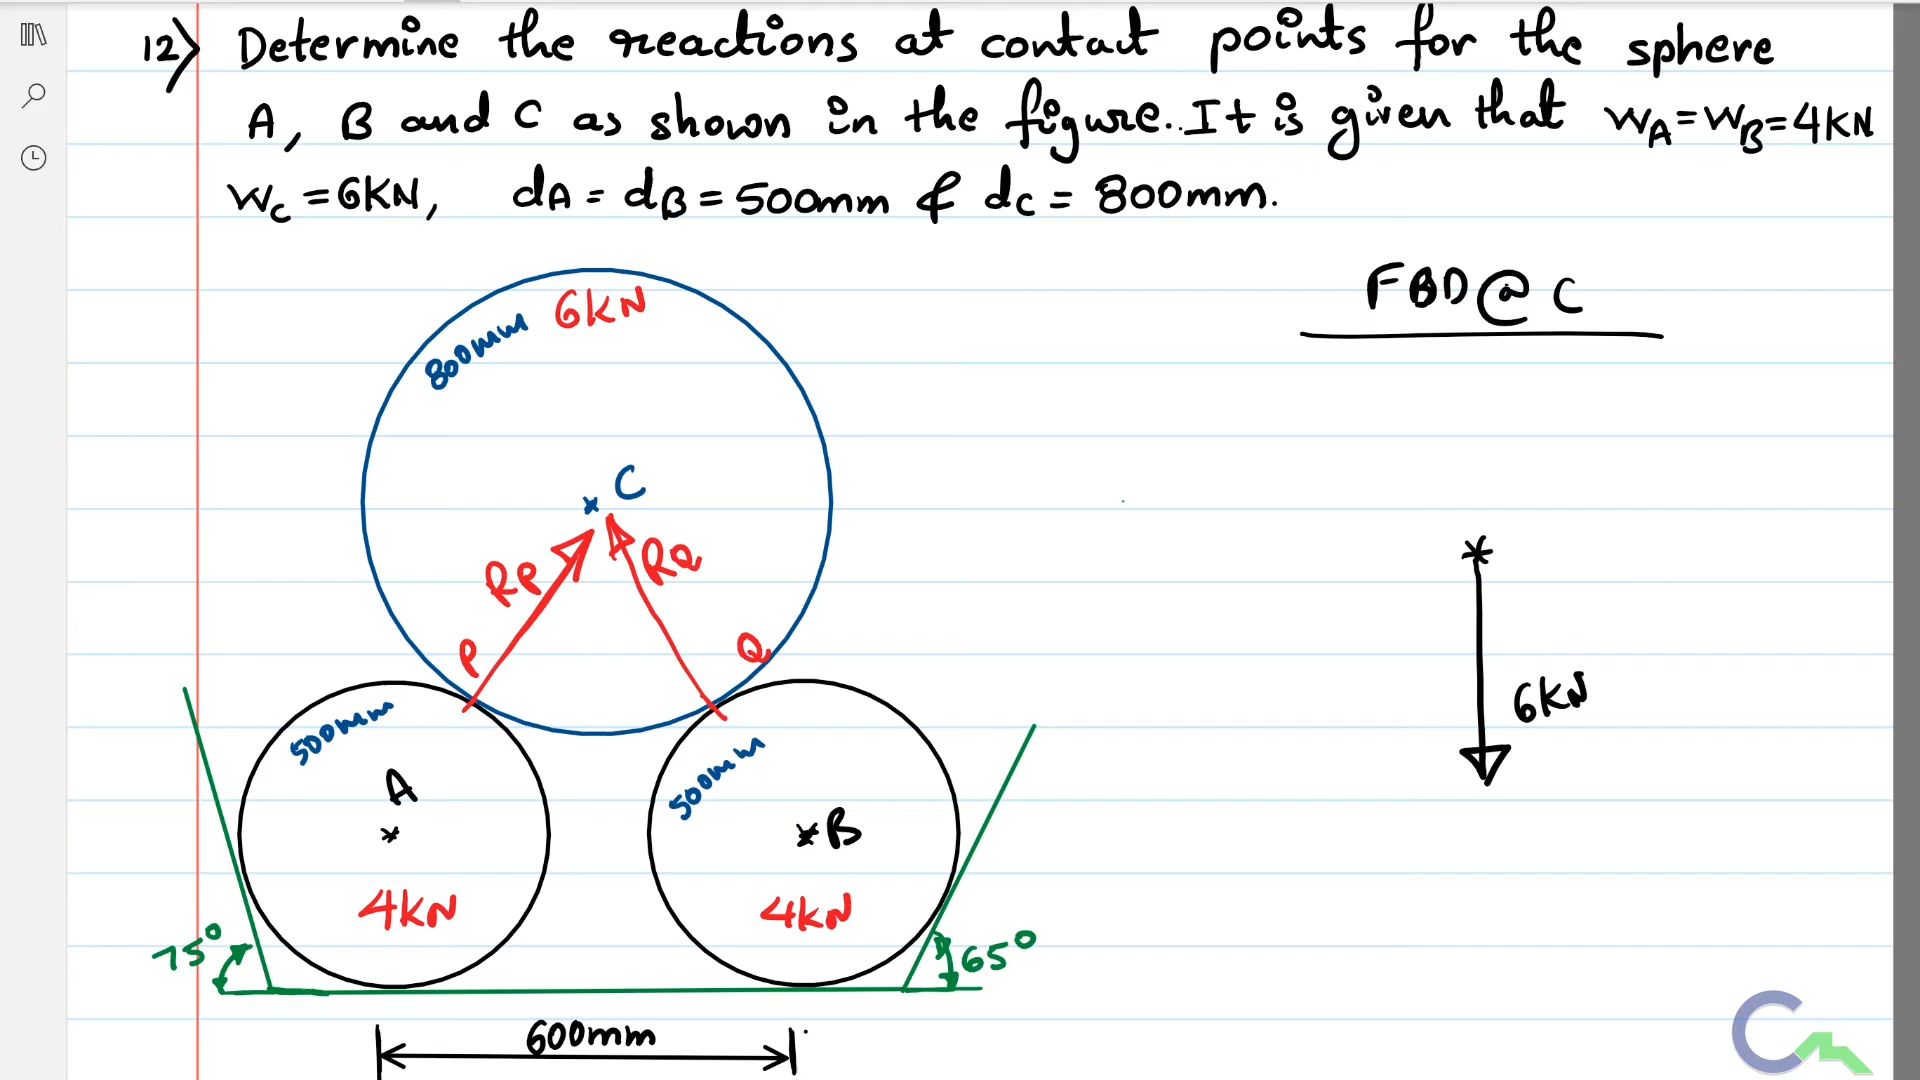 12) Determine the reactions at contact points for the sphere
A, B and C as shown in the figure. It is given that WA=WB=4KN
Wc=6KN, dA=dB=500mm & dc=800mm.
FBD@C
6KN
800mm
C
RP
RQ
P
Q
6KN
500mm
A
500mm
B
4KN
4KN
75°
65°
600mm